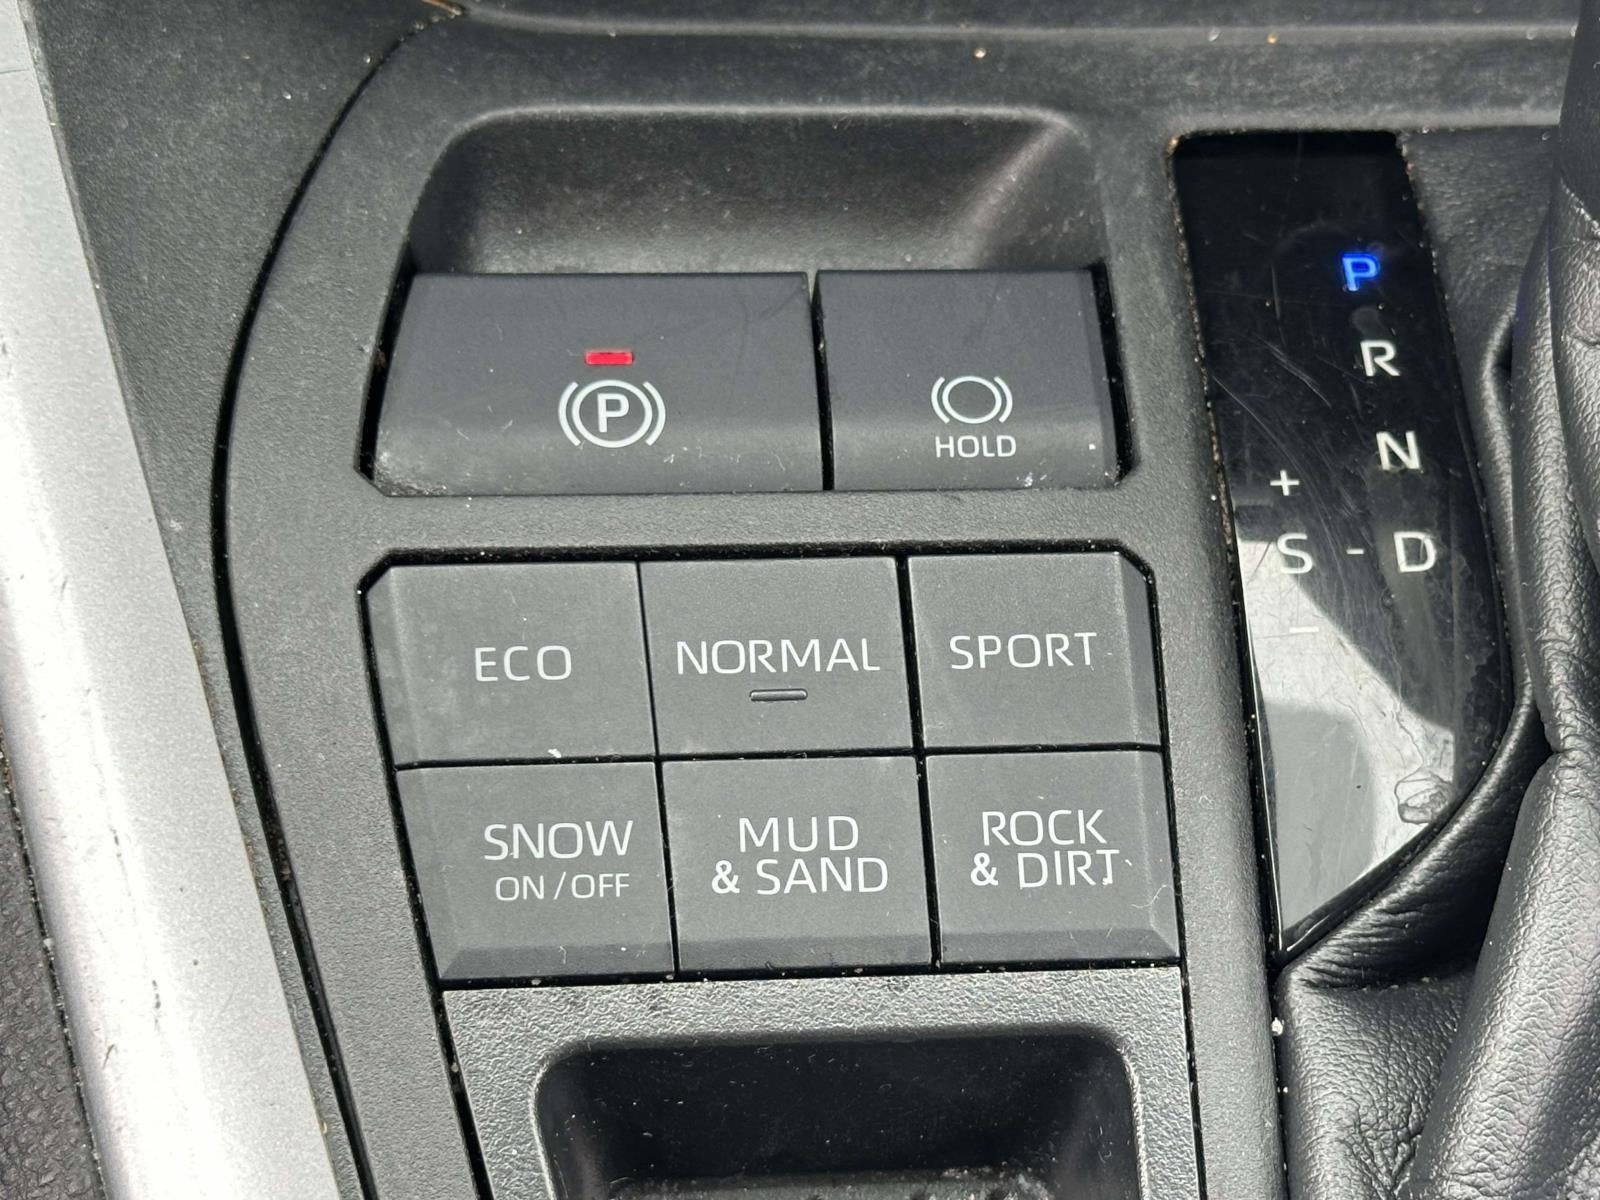 P
HOLD
ECO
NORMAL
SPORT
SNOW
ON / OFF
MUD
& SAND
ROCK
& DIRT
P
R
N
+
S - D
–